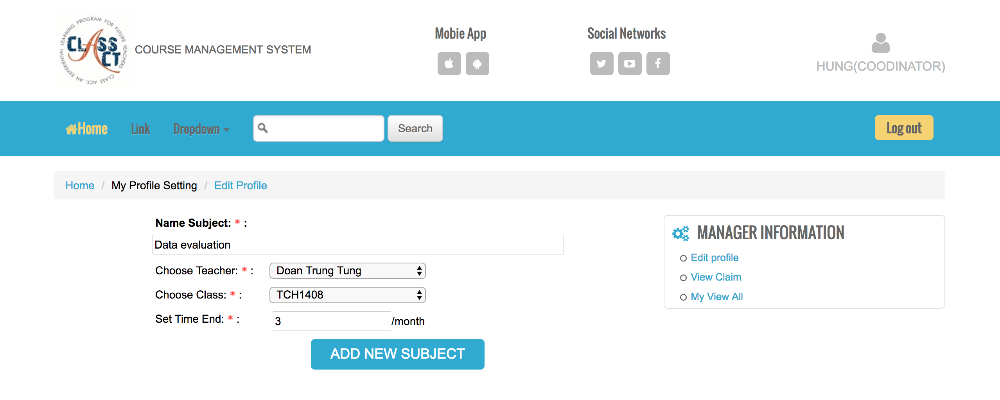 CLASS ACT: AN EXPERIENTIAL LEARNING PROGRAM FOR FUTURE TEACHERS
CLASS
ACT
COURSE MANAGEMENT SYSTEM
Mobie App
Social Networks
HUNG(COODINATOR)
Home
Link
Dropdown
Search
Log out
Home / My Profile Setting / Edit Profile
Name Subject: * :
Data evaluation
Choose Teacher: * :
Doan Trung Tung
Choose Class: * :
TCH1408
Set Time End: * :
3
/month
ADD NEW SUBJECT
MANAGER INFORMATION
Edit profile
View Claim
My View All